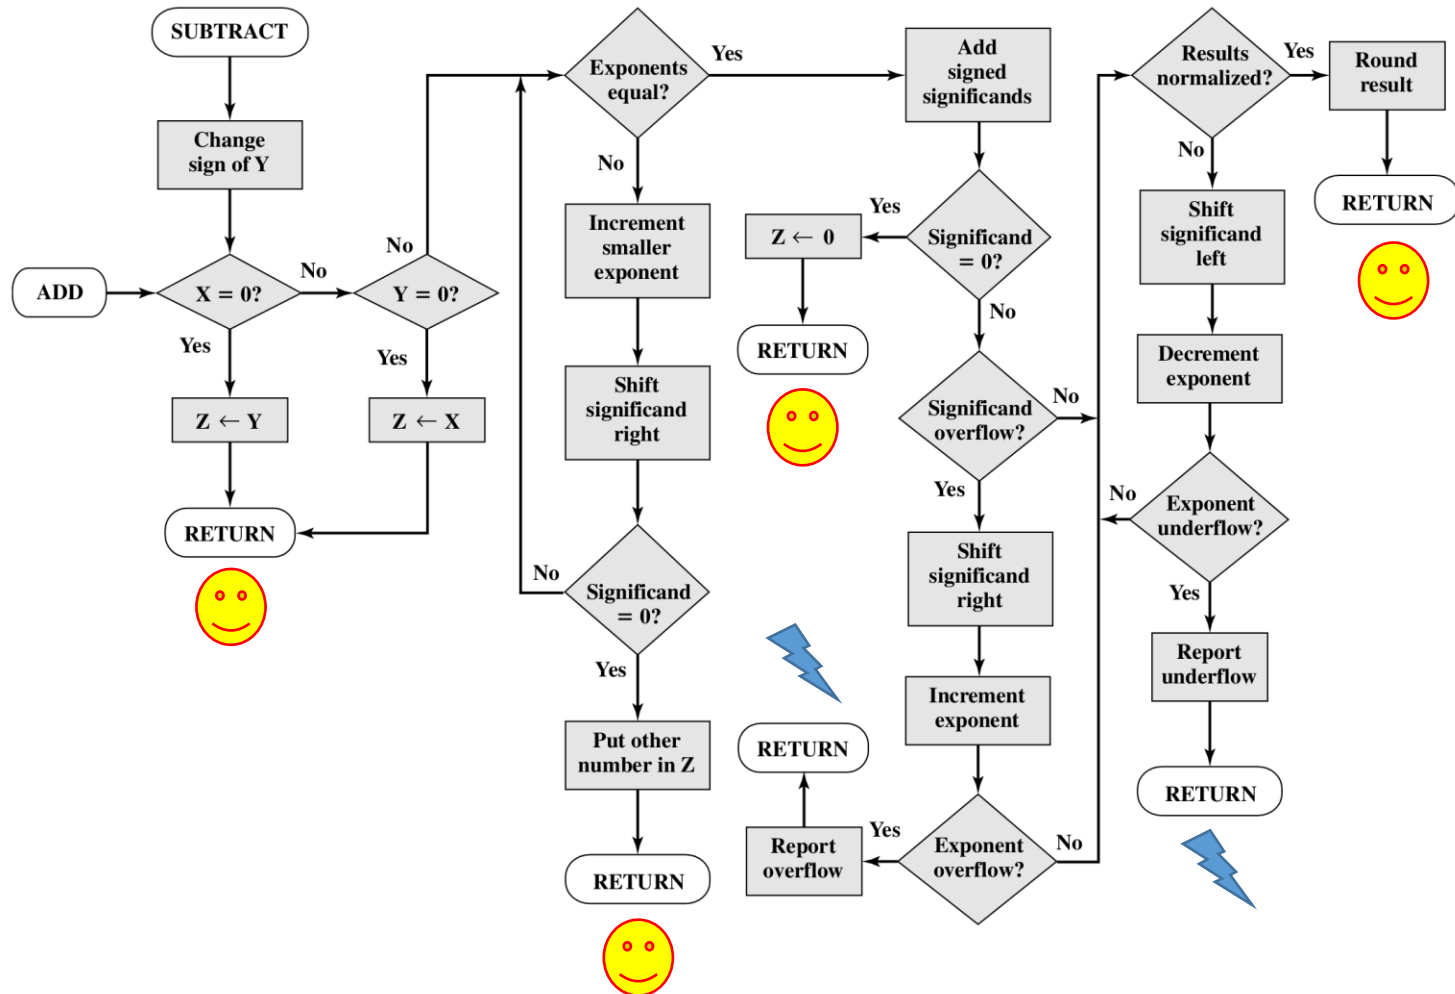 SUBTRACT
Change
sign of Y
ADD
X = 0?
No
Y = 0?
No
Yes
Yes
Z ← Y
Z ← X
RETURN
Exponents
equal?
Yes
No
Increment
smaller
exponent
Shift
significand
right
Significand
= 0?
No
Yes
Put other
number in Z
RETURN
Add
signed
significands
Significand
= 0?
Yes
Z ← 0
RETURN
No
Significand
overflow?
No
Yes
Shift
significand
right
Increment
exponent
Exponent
overflow?
Yes
Report
overflow
RETURN
No
Results
normalized?
Yes
Round
result
RETURN
No
Shift
significand
left
Decrement
exponent
Exponent
underflow?
No
Yes
Report
underflow
RETURN